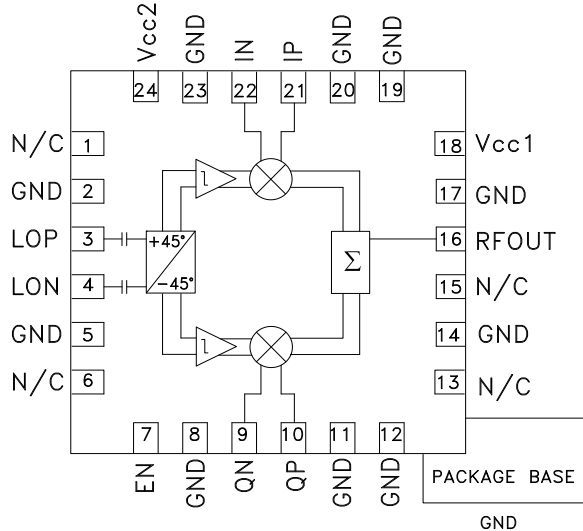 Vcc2 GND IN IP GND GND
24 23 22 21 20 19
N/C 1
GND 2
LOP 3
LON 4
GND 5
N/C 6
+45°
-45°
Σ
18 Vcc1
17 GND
16 RFOUT
15 N/C
14 GND
13 N/C
7 8 9 10 11 12
EN GND QN QP GND GND
PACKAGE BASE
GND